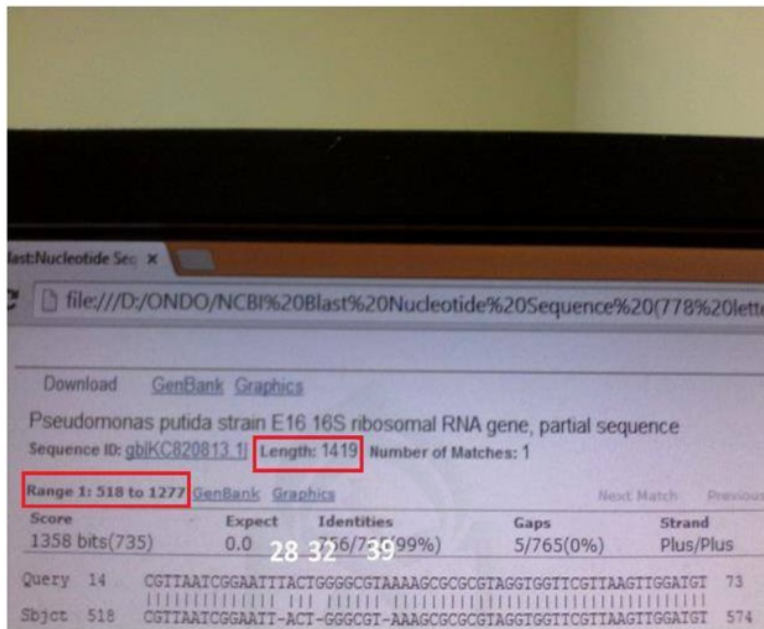 last:Nucleotide Sec ×
file:///D:/ONDO/NCBI%20Blast%20Nucleotide%20Sequence%20(778%20lette
Download GenBank Graphics
Pseudomonas putida strain E16 16S ribosomal RNA gene, partial sequence
Sequence ID: gb|KC820813.1| Length: 1419 Number of Matches: 1
Range 1: 518 to 1277 GenBank Graphics Next Match Previous
Score Expect Identities Gaps Strand
1358 bits(735) 0.0 (99%) 5/765(0%) Plus/Plus
28 32 39
Query 14 CGTTAATCGGAATTTACTGGGGCGTAAAAGCGCGCGTAGGTGGTTCGTTAAGTTGGATGT 73
Sbjct 518 CGTTAATCGGAATT-ACT-GGGCGT-AAAGCGCGCGTAGGTGGTTCGTTAAGTTGGATGT 574